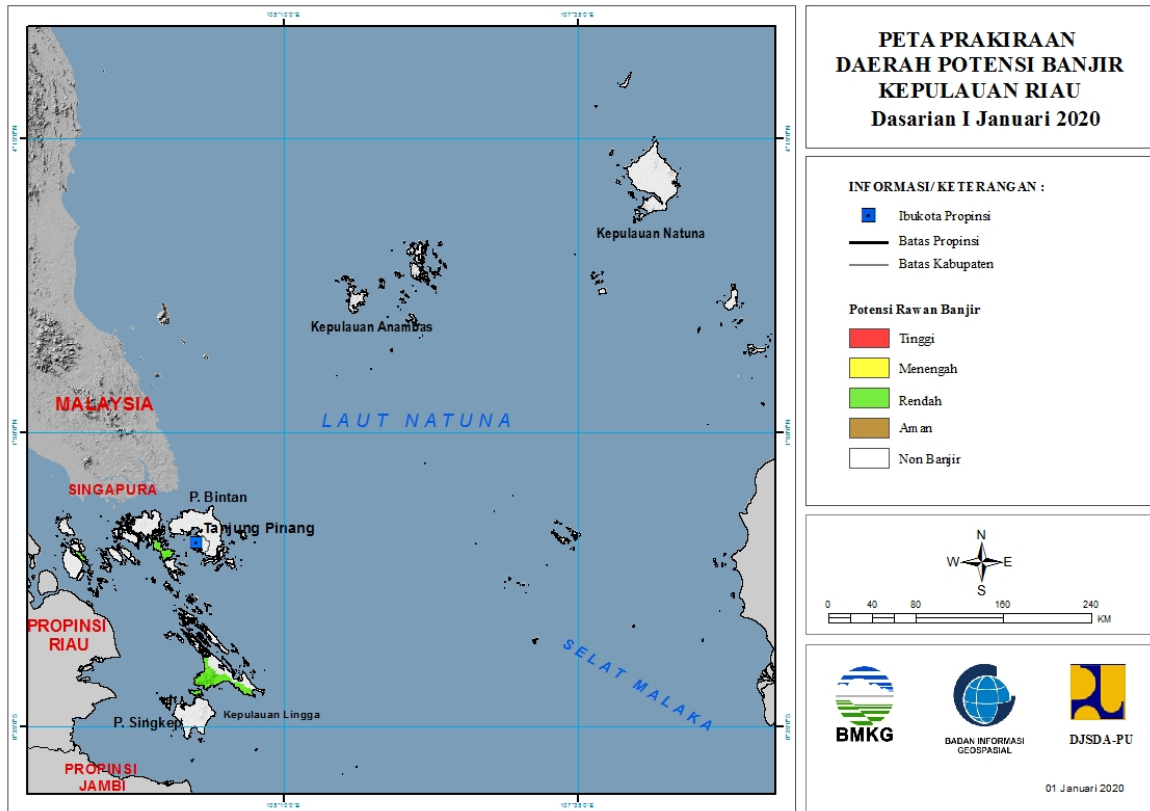 PETA PRAKIRAAN
DAERAH POTENSI BANJIR
KEPULAUAN RIAU
Dasarian I Januari 2020
INFORMASI/ KETERANGAN :
Ibukota Propinsi
Batas Propinsi
Batas Kabupaten
Potensi Rawan Banjir
Tinggi
Menengah
Rendah
Aman
Non Banjir
N
W E
S
0 40 80 160 240
KM
BMKG
BADAN INFORMASI
GEOSPASIAL
DJSDA-PU
01 Januari 2020
Kepulauan Natuna
Kepulauan Anambas
MALAYSIA
LAUT NATUNA
SINGAPURA
P. Bintan
Tanjung Pinang
PROPINSI
RIAU
SELAT MALAKA
Kepulauan Lingga
P. Singkep
PROPINSI
JAMBI